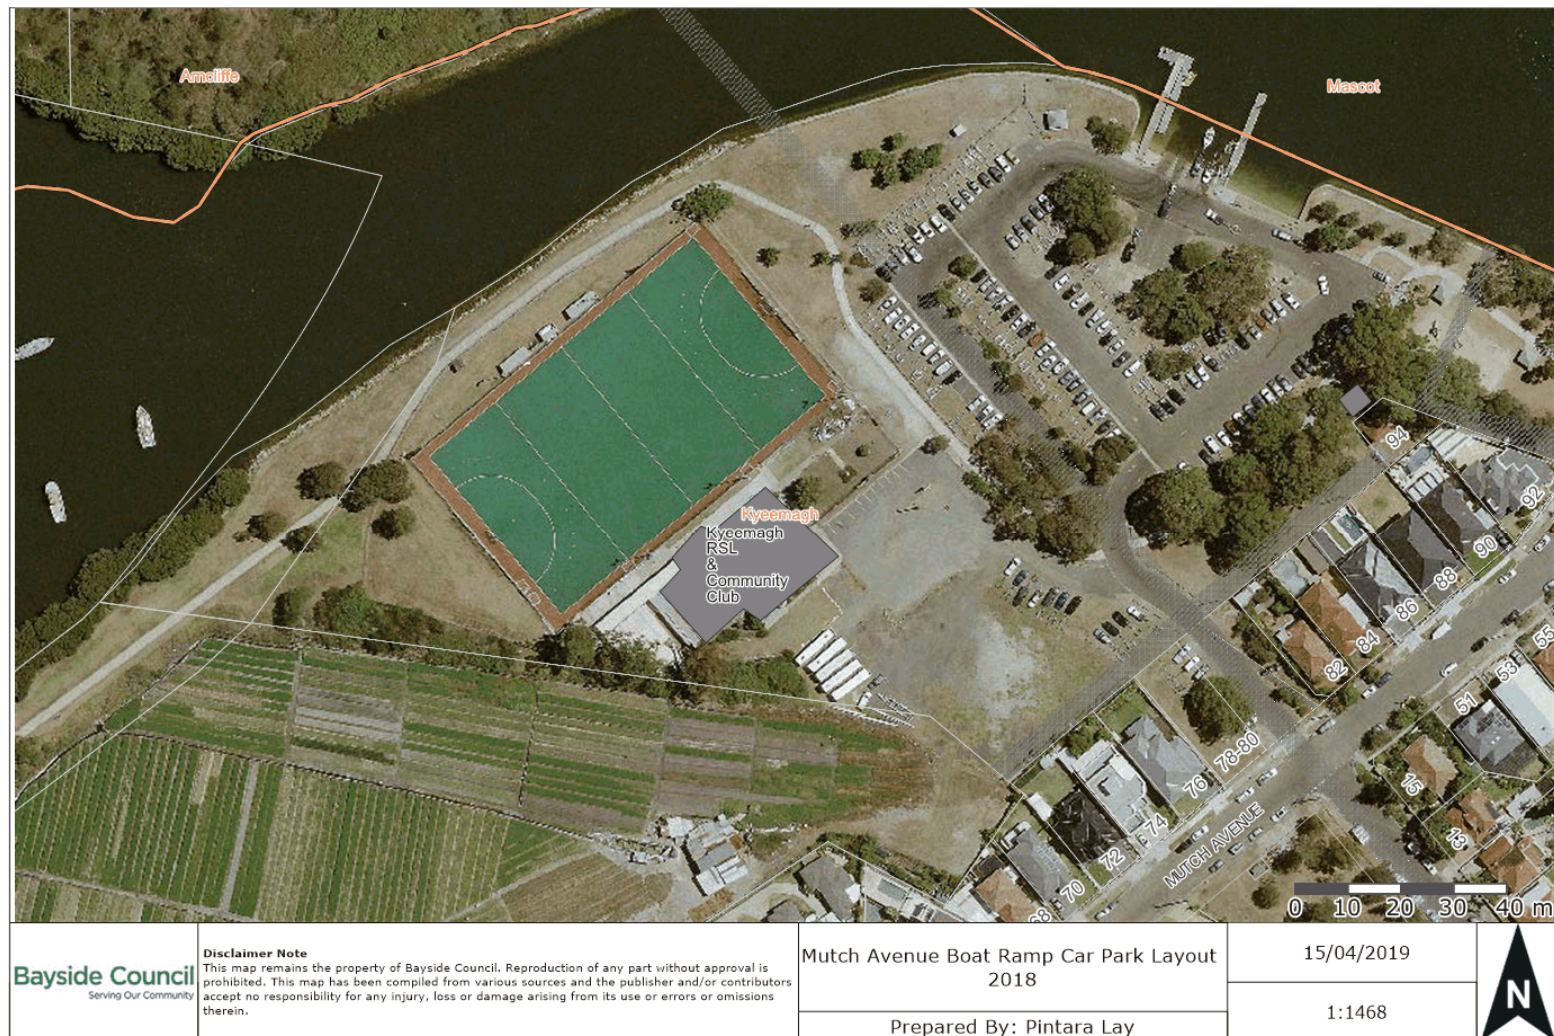 Arncliffe
Mascot
Kyeemagh
Kyeemagh
RSL
&
Community
Club
94
92
90
88
86
84
82
78-80
76
74
72
70
68
55
53
51
15
13
MUTCH AVENUE
0 10 20 30 40 m
Bayside Council
Serving Our Community
Disclaimer Note
This map remains the property of Bayside Council. Reproduction of any part without approval is
prohibited. This map has been compiled from various sources and the publisher and/or contributors
accept no responsibility for any injury, loss or damage arising from its use or errors or omissions
therein.
Mutch Avenue Boat Ramp Car Park Layout
2018
Prepared By: Pintara Lay
15/04/2019
1:1468
N